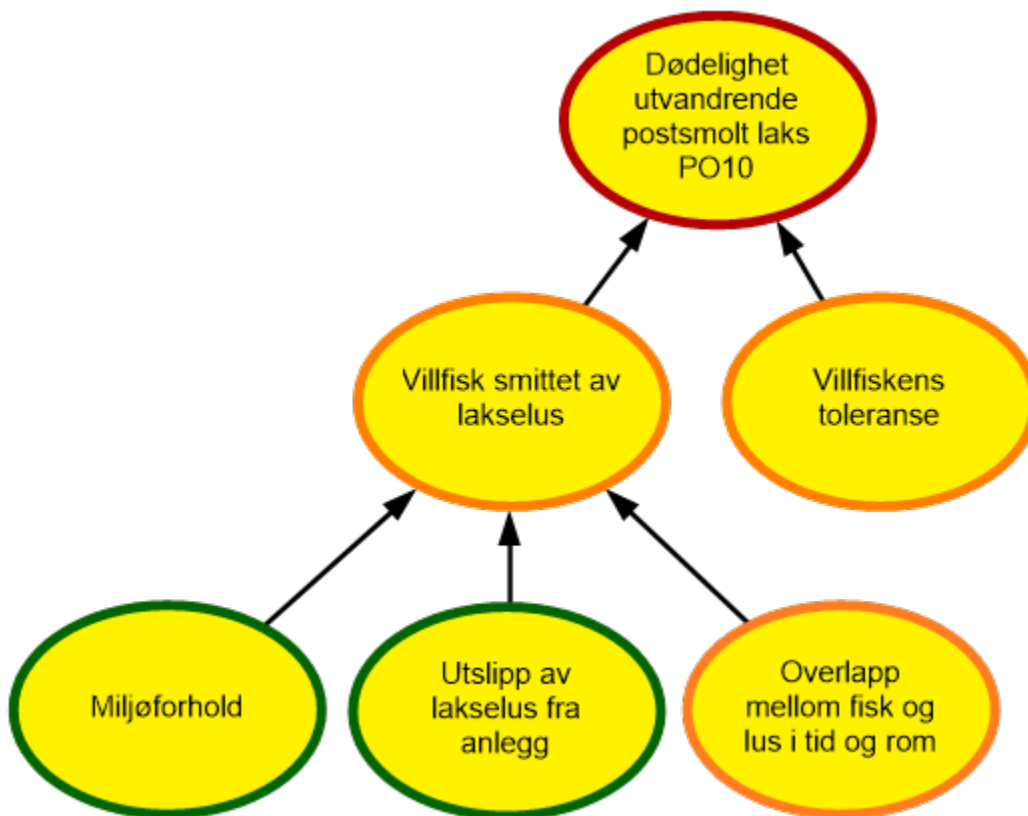 Dødelighet
utvandrende
postsmolt laks
PO10
Villfisk smittet av
lakselus
Villfiskens
toleranse
Miljøforhold
Utslipp av
lakselus fra
anlegg
Overlapp
mellom fisk og
lus i tid og rom